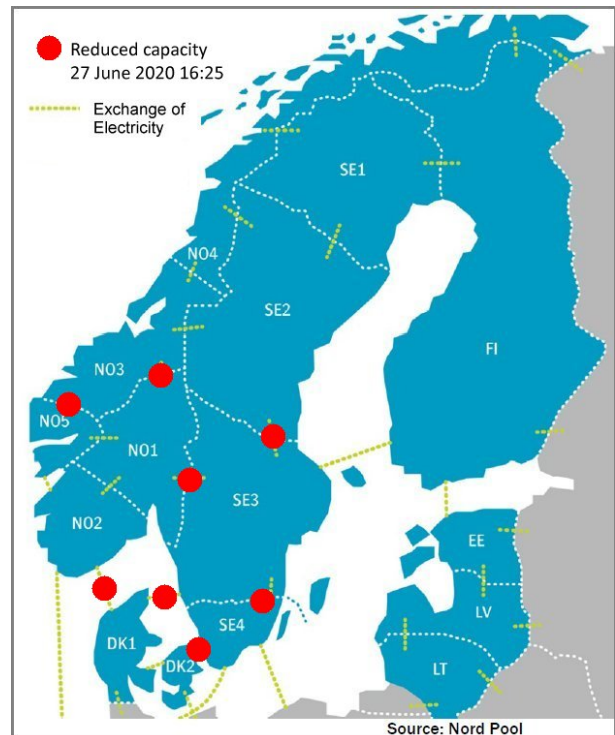 Reduced capacity
27 June 2020 16:25
Exchange of
Electricity
SE1
NO4
SE2
NO3
FI
NO5
NO1
SE3
NO2
EE
LV
SE4
DK1
DK2
LT
Source: Nord Pool